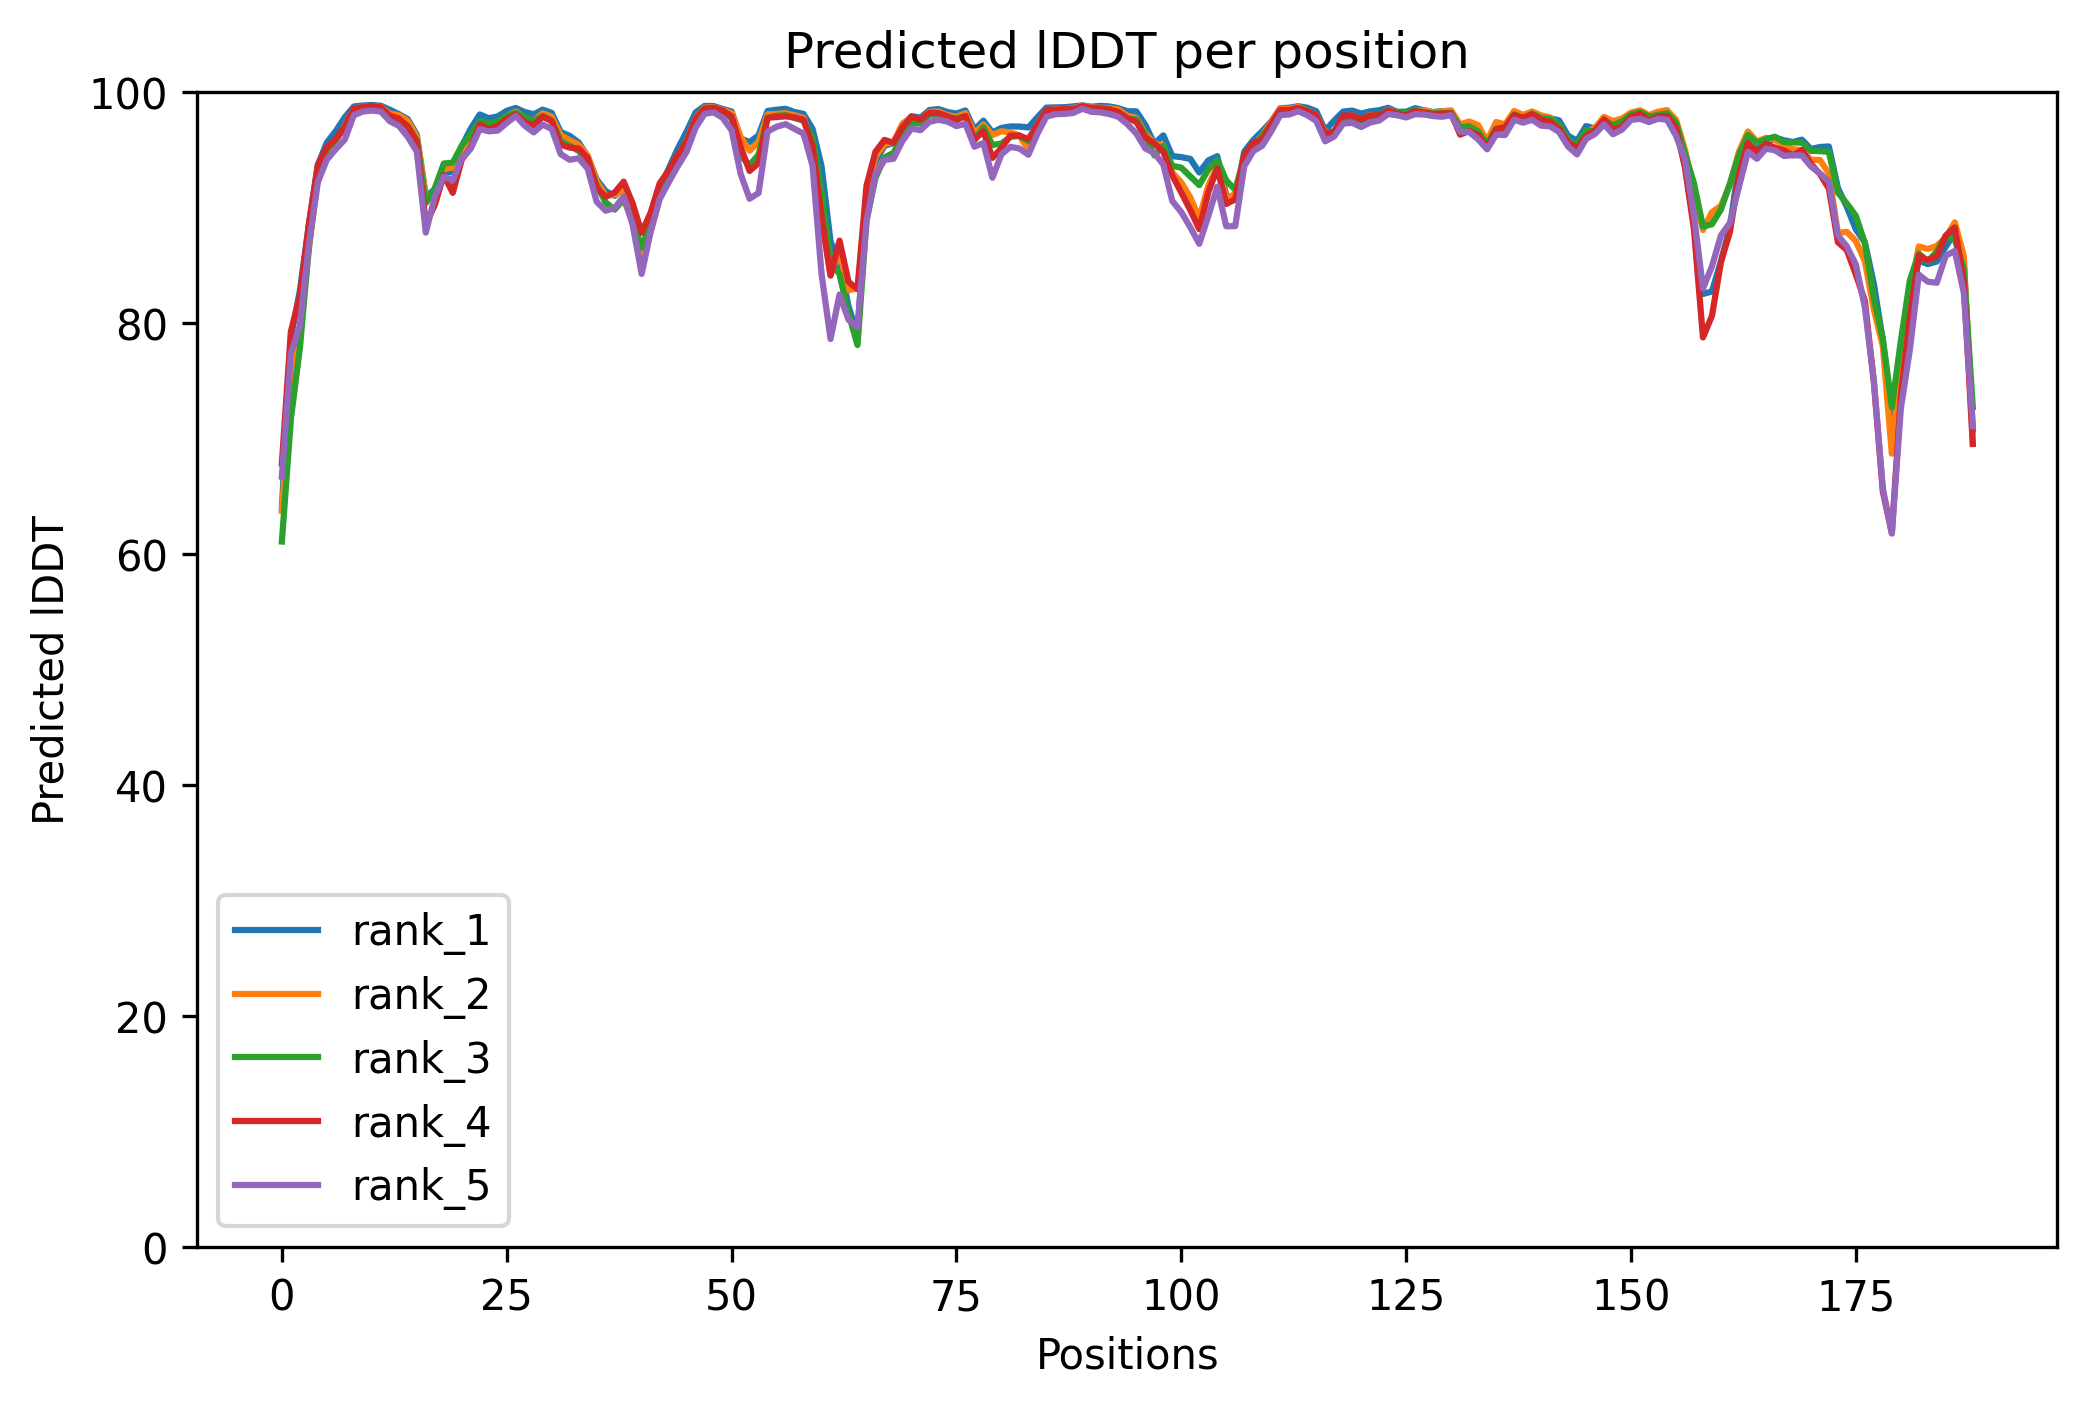 Predicted lDDT per position
100
80
60
40
20
0
Predicted lDDT
rank_1
rank_2
rank_3
rank_4
rank_5
0 25 50 75 100 125 150 175
Positions